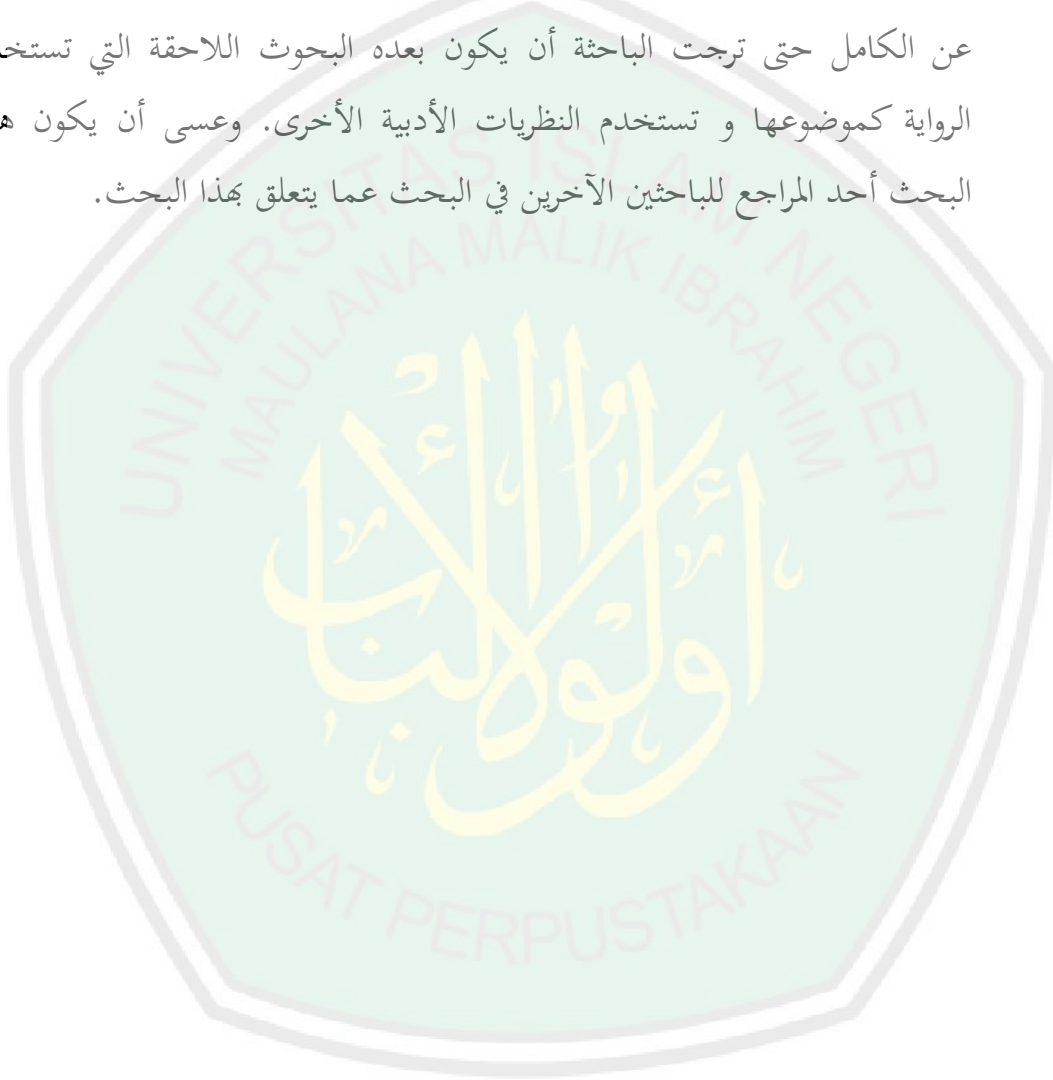 عن الكامل حتى ترجت الباحثة أن يكون بعده البحوث اللاحقة التي
الرواية كموضوعها و تستخدم النظريات الأدبية الأخرى. وعسى أن يكون
البحث أحد المراجع للباحثين الآخرين في البحث عما يتعلق بهذا البحث.
UNIVERSITAS ISLAM NEGERI
MAULANA MALIK IBRAHIM
أولوا الألباب
PUSAT PERPUSTAKAAN